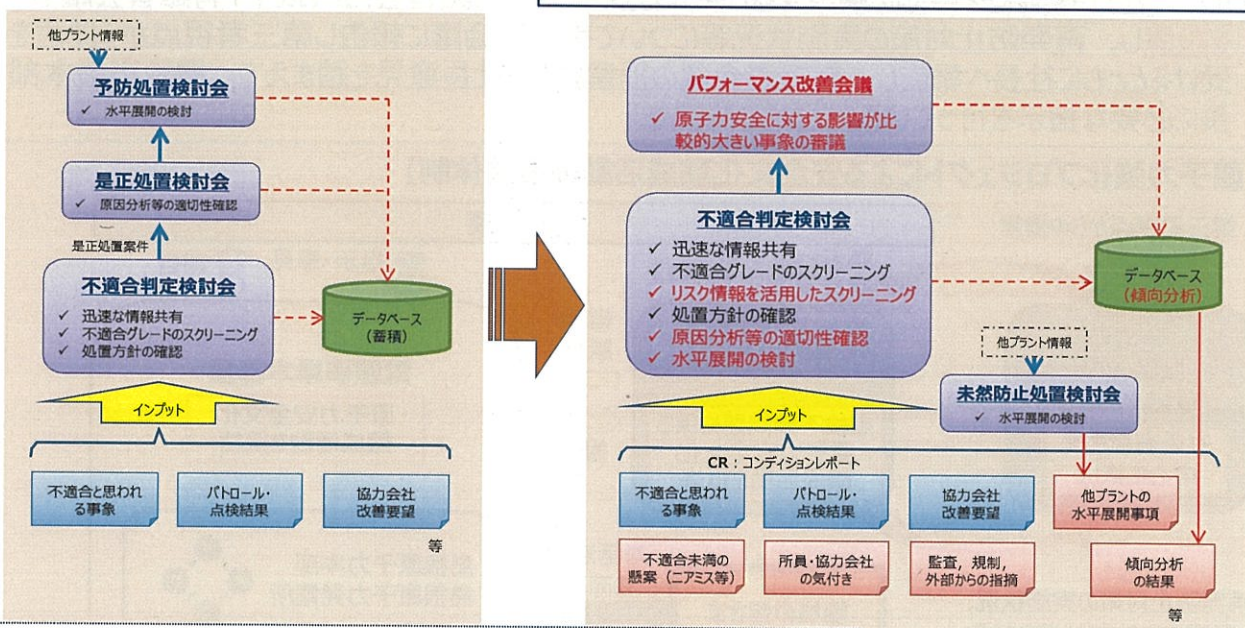 他プラント情報
予防処置検討会
✓ 水平展開の検討
是正処置検討会
✓ 原因分析等の適切性確認
是正処置案件
不適合判定検討会
✓ 迅速な情報共有
✓ 不適合グレードのスクリーニング
✓ 処置方針の確認
データベース
(蓄積)
インプット
不適合と思われ
る事象
パトロール・
点検結果
協力会社
改善要望
等
パフォーマンス改善会議
✓ 原子力安全に対する影響が比
較的大きい事象の審議
不適合判定検討会
✓ 迅速な情報共有
✓ 不適合グレードのスクリーニング
✓ リスク情報を活用したスクリーニング
✓ 処置方針の確認
✓ 原因分析等の適切性確認
✓ 水平展開の検討
データベース
(傾向分析)
他プラント情報
未然防止処置検討会
✓ 水平展開の検討
インプット
CR:コンディションレポート
不適合と思われ
る事象
パトロール・
点検結果
協力会社
改善要望
他プラントの
水平展開事項
不適合未満の
懸案(ニアミス等)
所員・協力会社
の気付き
監査,規制,
外部からの指摘
傾向分析
の結果
等